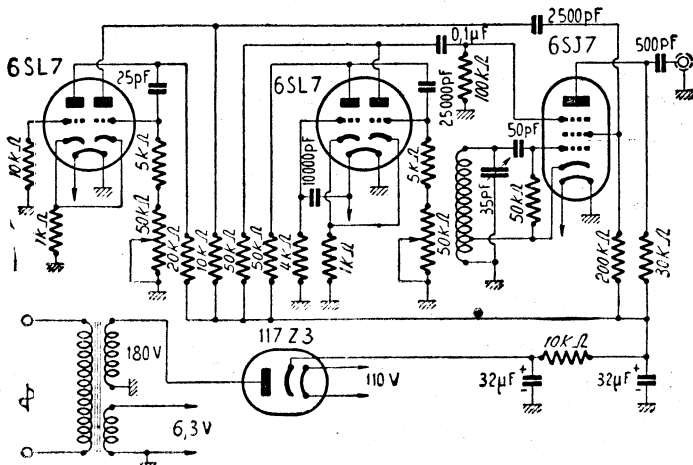 2500pF
0,1µF
6SJ7
500pF
6SL7
25pF
6SL7
25000pF
100KΩ
50pF
10KΩ
5KΩ
10000pF
5KΩ
35pF
50KΩ
1KΩ
50KΩ
20KΩ
10KΩ
50KΩ
50KΩ
4KΩ
1KΩ
50KΩ
200KΩ
30KΩ
180V
117Z3
110V
10KΩ
+
-
32µF
32µF
+
-
6,3V